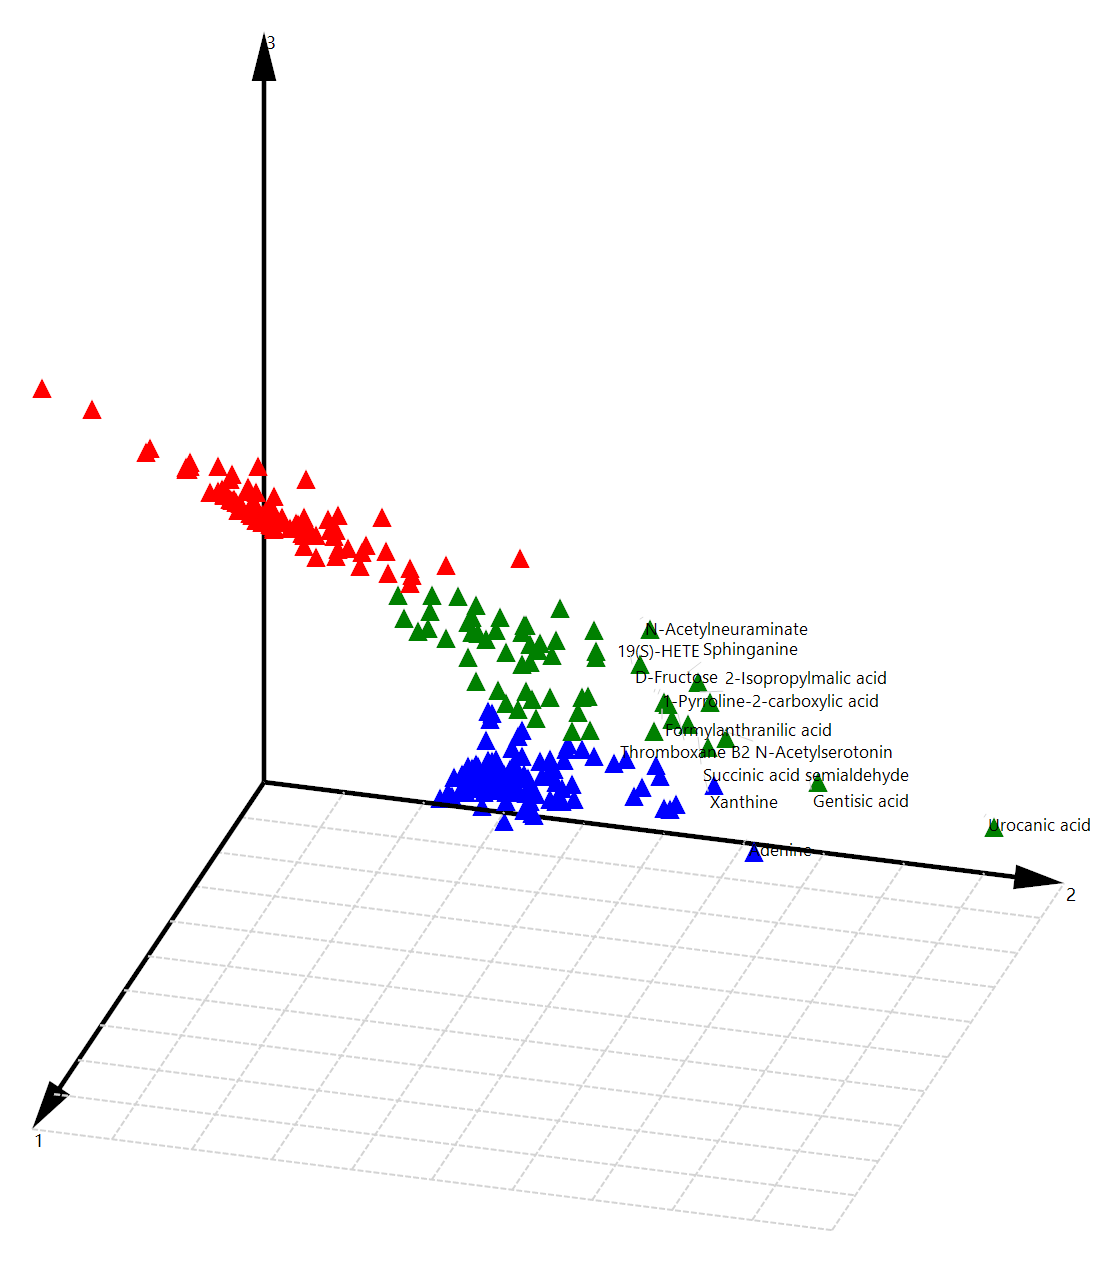 3
N-Acetylneuraminate
19(S)-HETE Sphinganine
D-Fructose 2-Isopropylmalic acid
1-Pyrroline-2-carboxylic acid
Formylanthranilic acid
Thromboxane B2 N-Acetylserotonin
Succinic acid semialdehyde
Xanthine Gentisic acid
Urocanic acid
Adenine
2
1